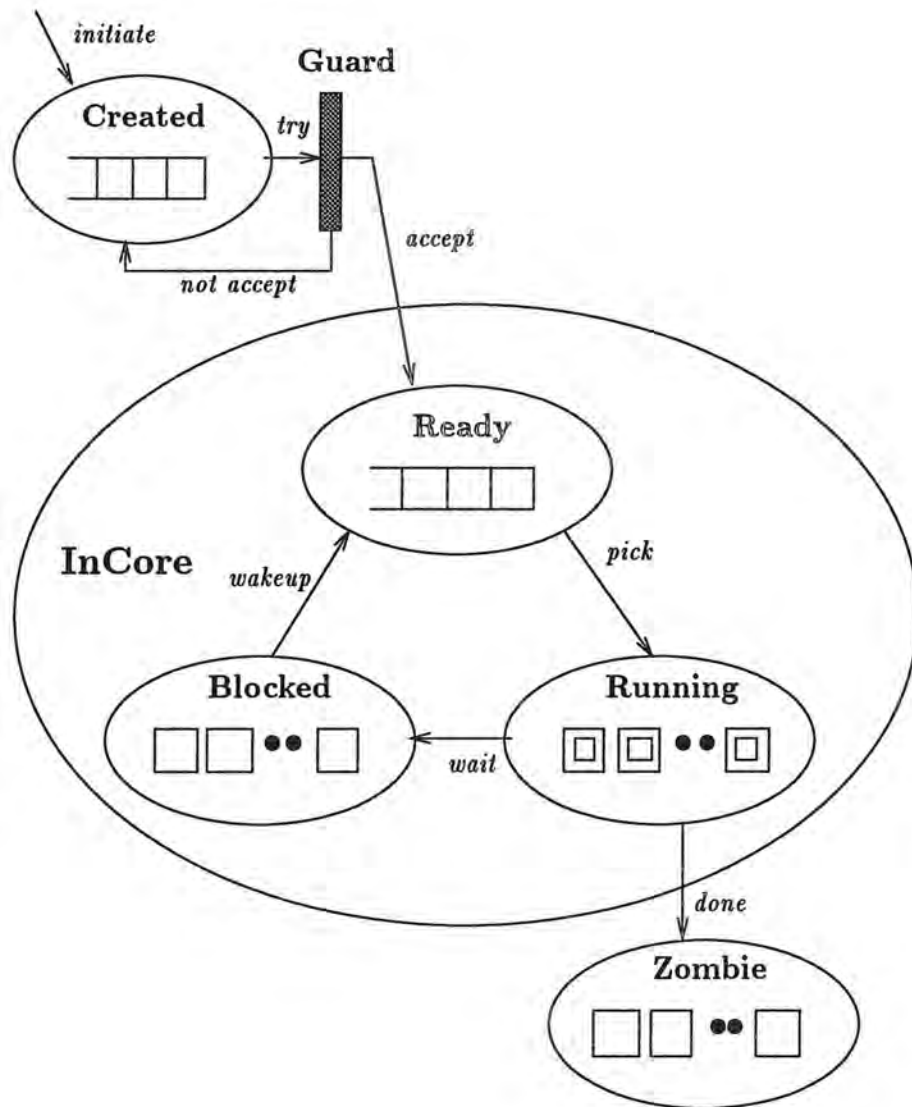 initiate
Guard
Created
try
accept
not accept
Ready
InCore
wakeup
pick
Blocked
Running
wait
done
Zombie